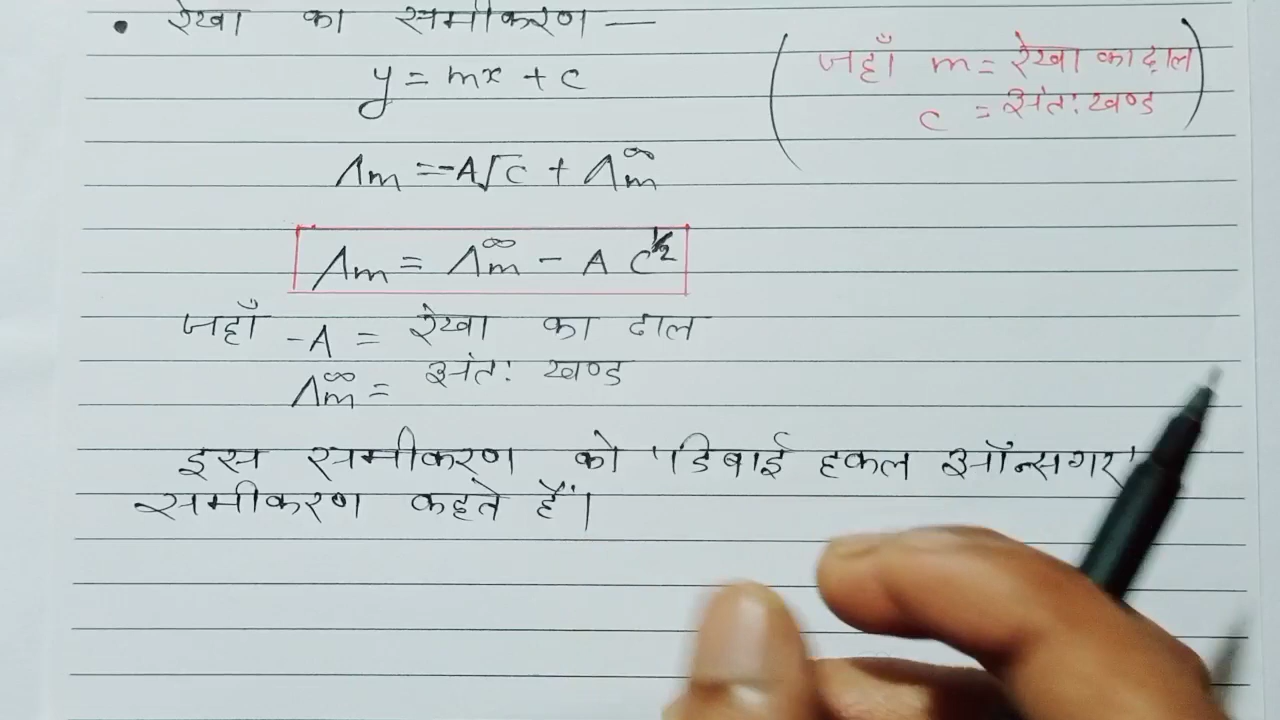 • रेखा का समीकरण —
y = mx + c
(जहाँ m = रेखा का ढ़ाल
c = अंत: खण्ड)
Λm = -A√c + Λm^∞
Λm = Λm^∞ - A c^1/2
जहाँ -A = रेखा का ढाल
Λm^∞ = अंत: खण्ड
इस समीकरण को 'डिबाई हकल ऑन्सगर'
समीकरण कहते हैं।